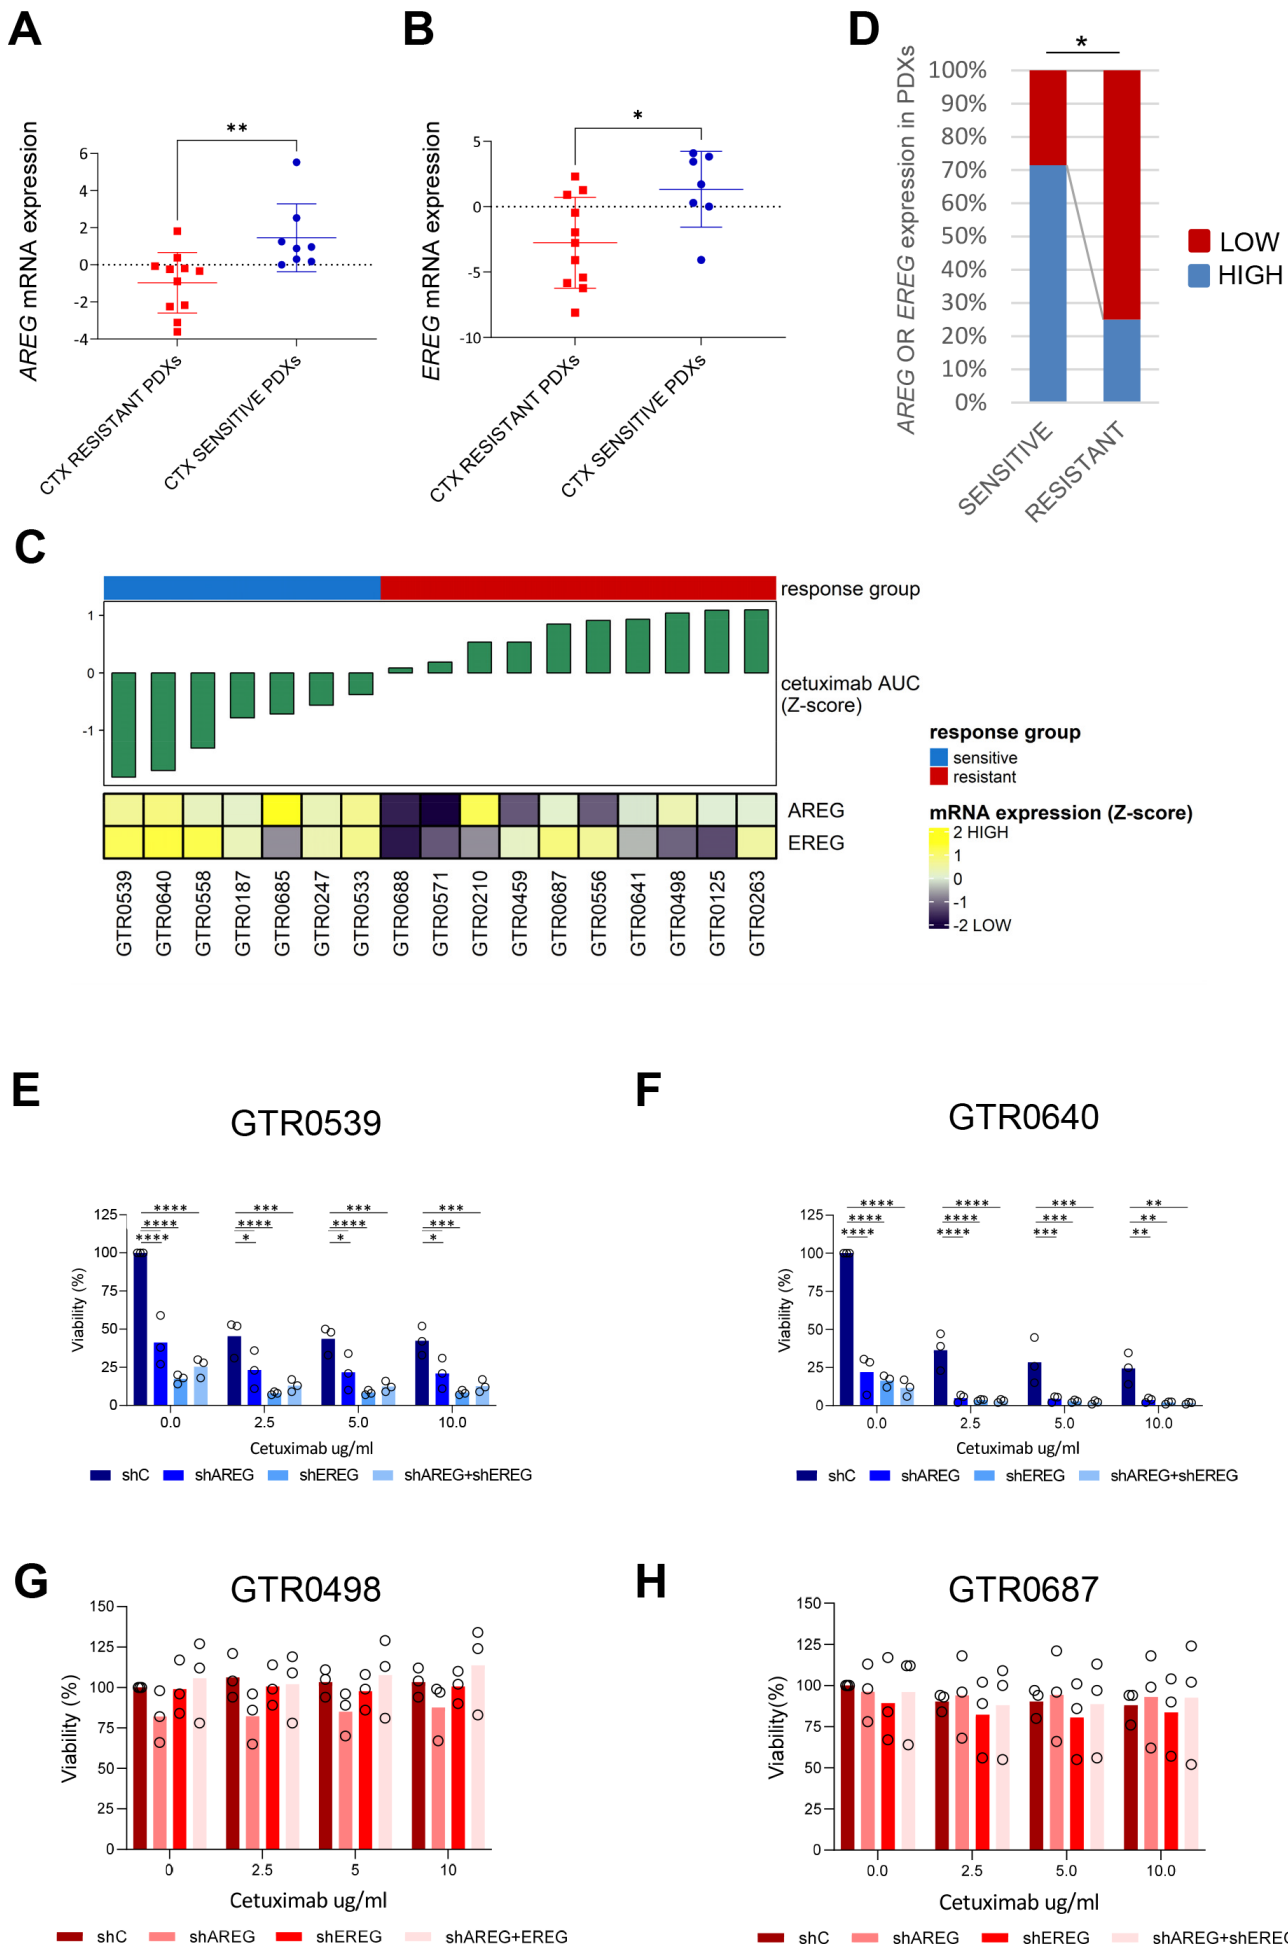 A
B
D
AREG mRNA expression
**
6
4
2
0
-2
-4
CTX RESISTANT PDXs
CTX SENSITIVE PDXs
EREG mRNA expression
*
5
0
-5
-10
CTX RESISTANT PDXs
CTX SENSITIVE PDXs
AREG OR EREG expression in PDXs
*
100%
90%
80%
70%
60%
50%
40%
30%
20%
10%
0%
SENSITIVE
RESISTANT
LOW
HIGH
C
response group
1
0
-1
cetuximab AUC
(Z-score)
AREG
EREG
GTR0539
GTR0640
GTR0558
GTR0187
GTR0685
GTR0247
GTR0533
GTR0688
GTR0571
GTR0210
GTR0459
GTR0687
GTR0556
GTR0641
GTR0498
GTR0125
GTR0263
response group
sensitive
resistant
mRNA expression (Z-score)
2 HIGH
1
0
-1
-2 LOW
E
GTR0539
Viability (%)
125
100
75
50
25
0
**** *** *** ***
**** **** **** ***
**** * * *
0.0 2.5 5.0 10.0
Cetuximab ug/ml
shC shAREG shEREG shAREG+shEREG
F
GTR0640
Viability (%)
125
100
75
50
25
0
**** **** *** **
**** **** *** **
**** **** *** **
0.0 2.5 5.0 10.0
Cetuximab ug/ml
shC shAREG shEREG shAREG+shEREG
G
GTR0498
Viability (%)
150
125
100
75
50
25
0
0 2.5 5 10
Cetuximab ug/ml
shC shAREG shEREG shAREG+EREG
H
GTR0687
Viability(%)
150
125
100
75
50
25
0
0.0 2.5 5.0 10.0
Cetuximab ug/ml
shC shAREG shEREG shAREG+shEREG